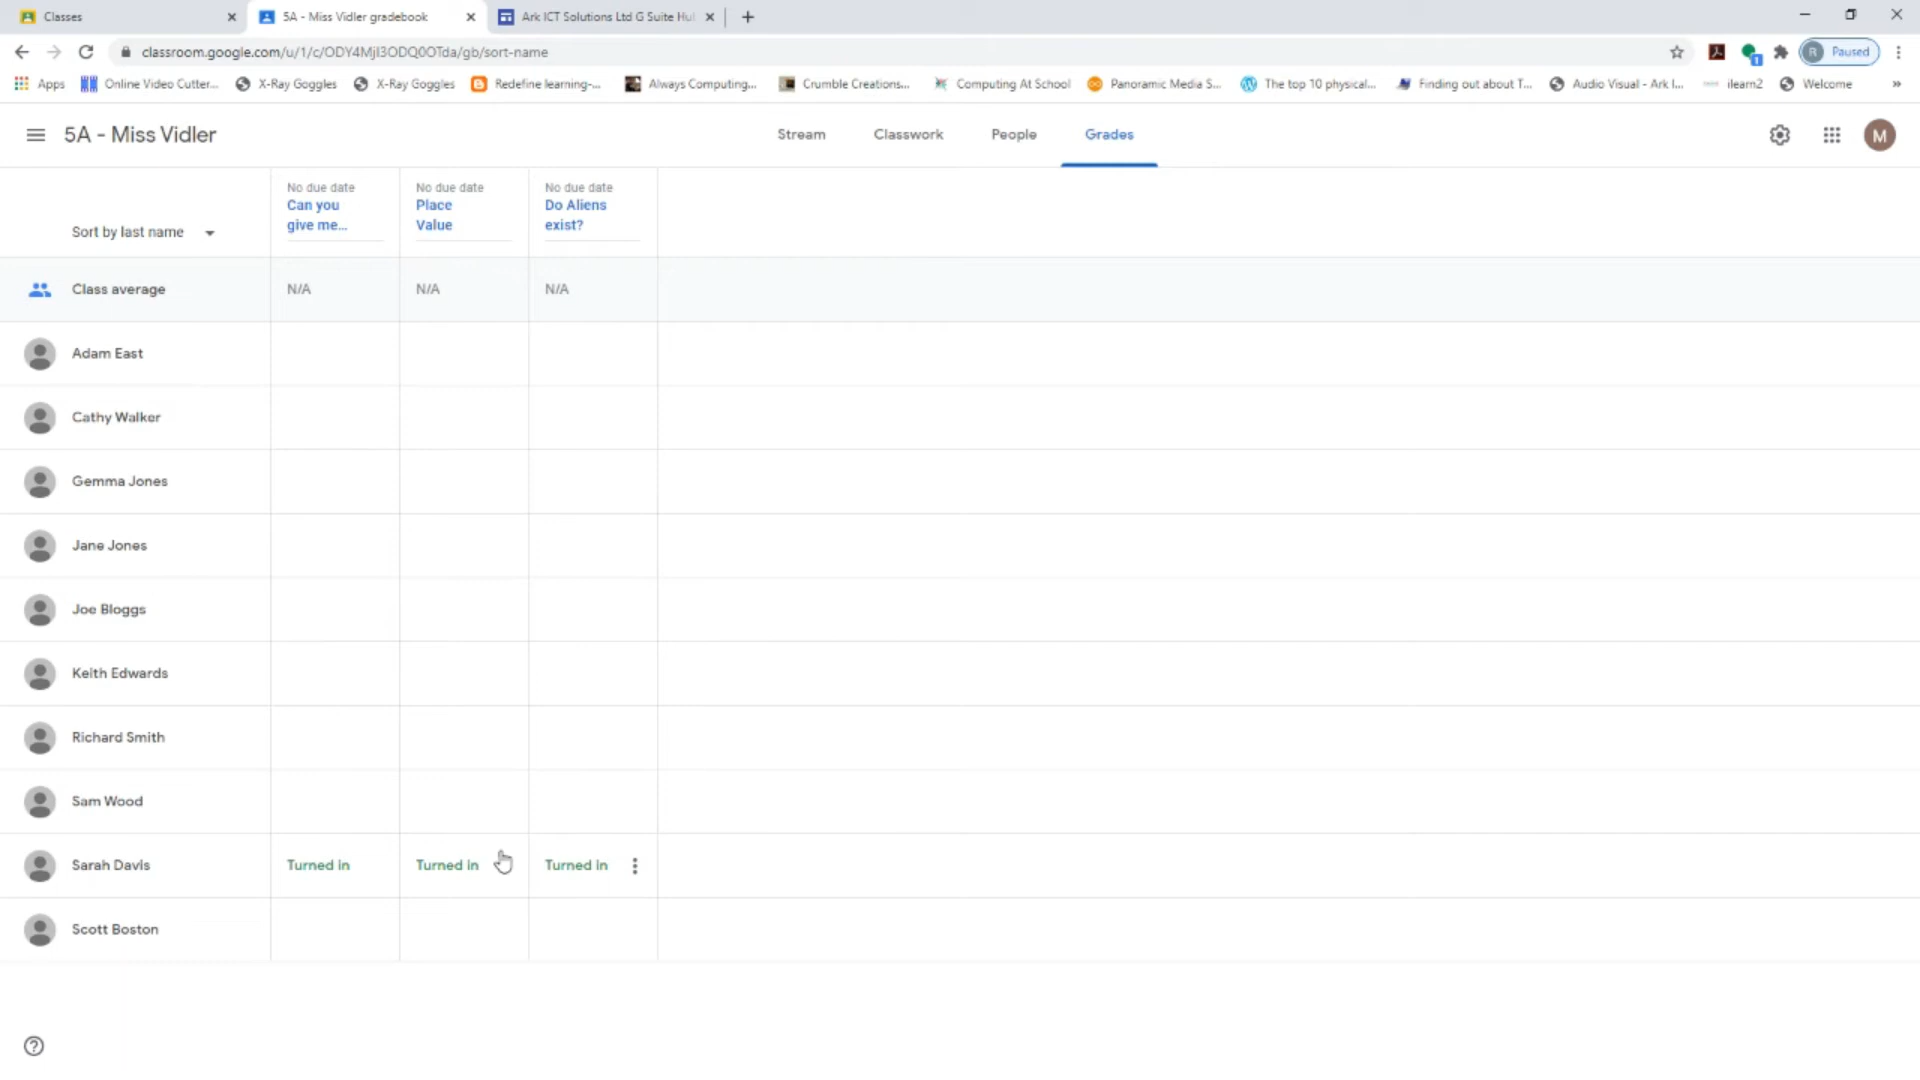 Classes
5A - Miss Vidler gradebook
Ark ICT Solutions Ltd G Suite Hu
classroom.google.com/u/1/c/ODY4MjI3ODQ0OTda/gb/sort-name
Paused
Apps
Online Video Cutter...
X-Ray Goggles
X-Ray Goggles
Redefine learning-...
Always Computing...
Crumble Creations...
Computing At School
Panoramic Media S...
The top 10 physical...
Finding out about T...
Audio Visual - Ark I...
ilearn2
Welcome
5A - Miss Vidler
Stream
Classwork
People
Grades
M
Sort by last name
No due date
Can you
give me...
No due date
Place
Value
No due date
Do Aliens
exist?
Class average
N/A
N/A
N/A
Adam East
Cathy Walker
Gemma Jones
Jane Jones
Joe Bloggs
Keith Edwards
Richard Smith
Sam Wood
Sarah Davis
Turned in
Turned in
Turned in
Scott Boston